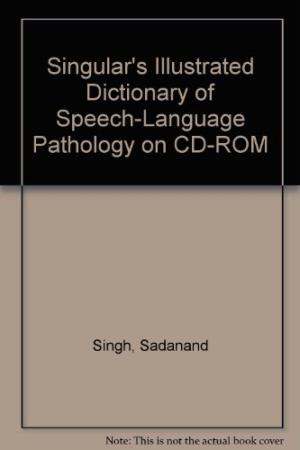 Singular's Illustrated
Dictionary of
Speech-Language
Pathology on CD-ROM
Singh, Sadanand
Note: This is not the actual book cover